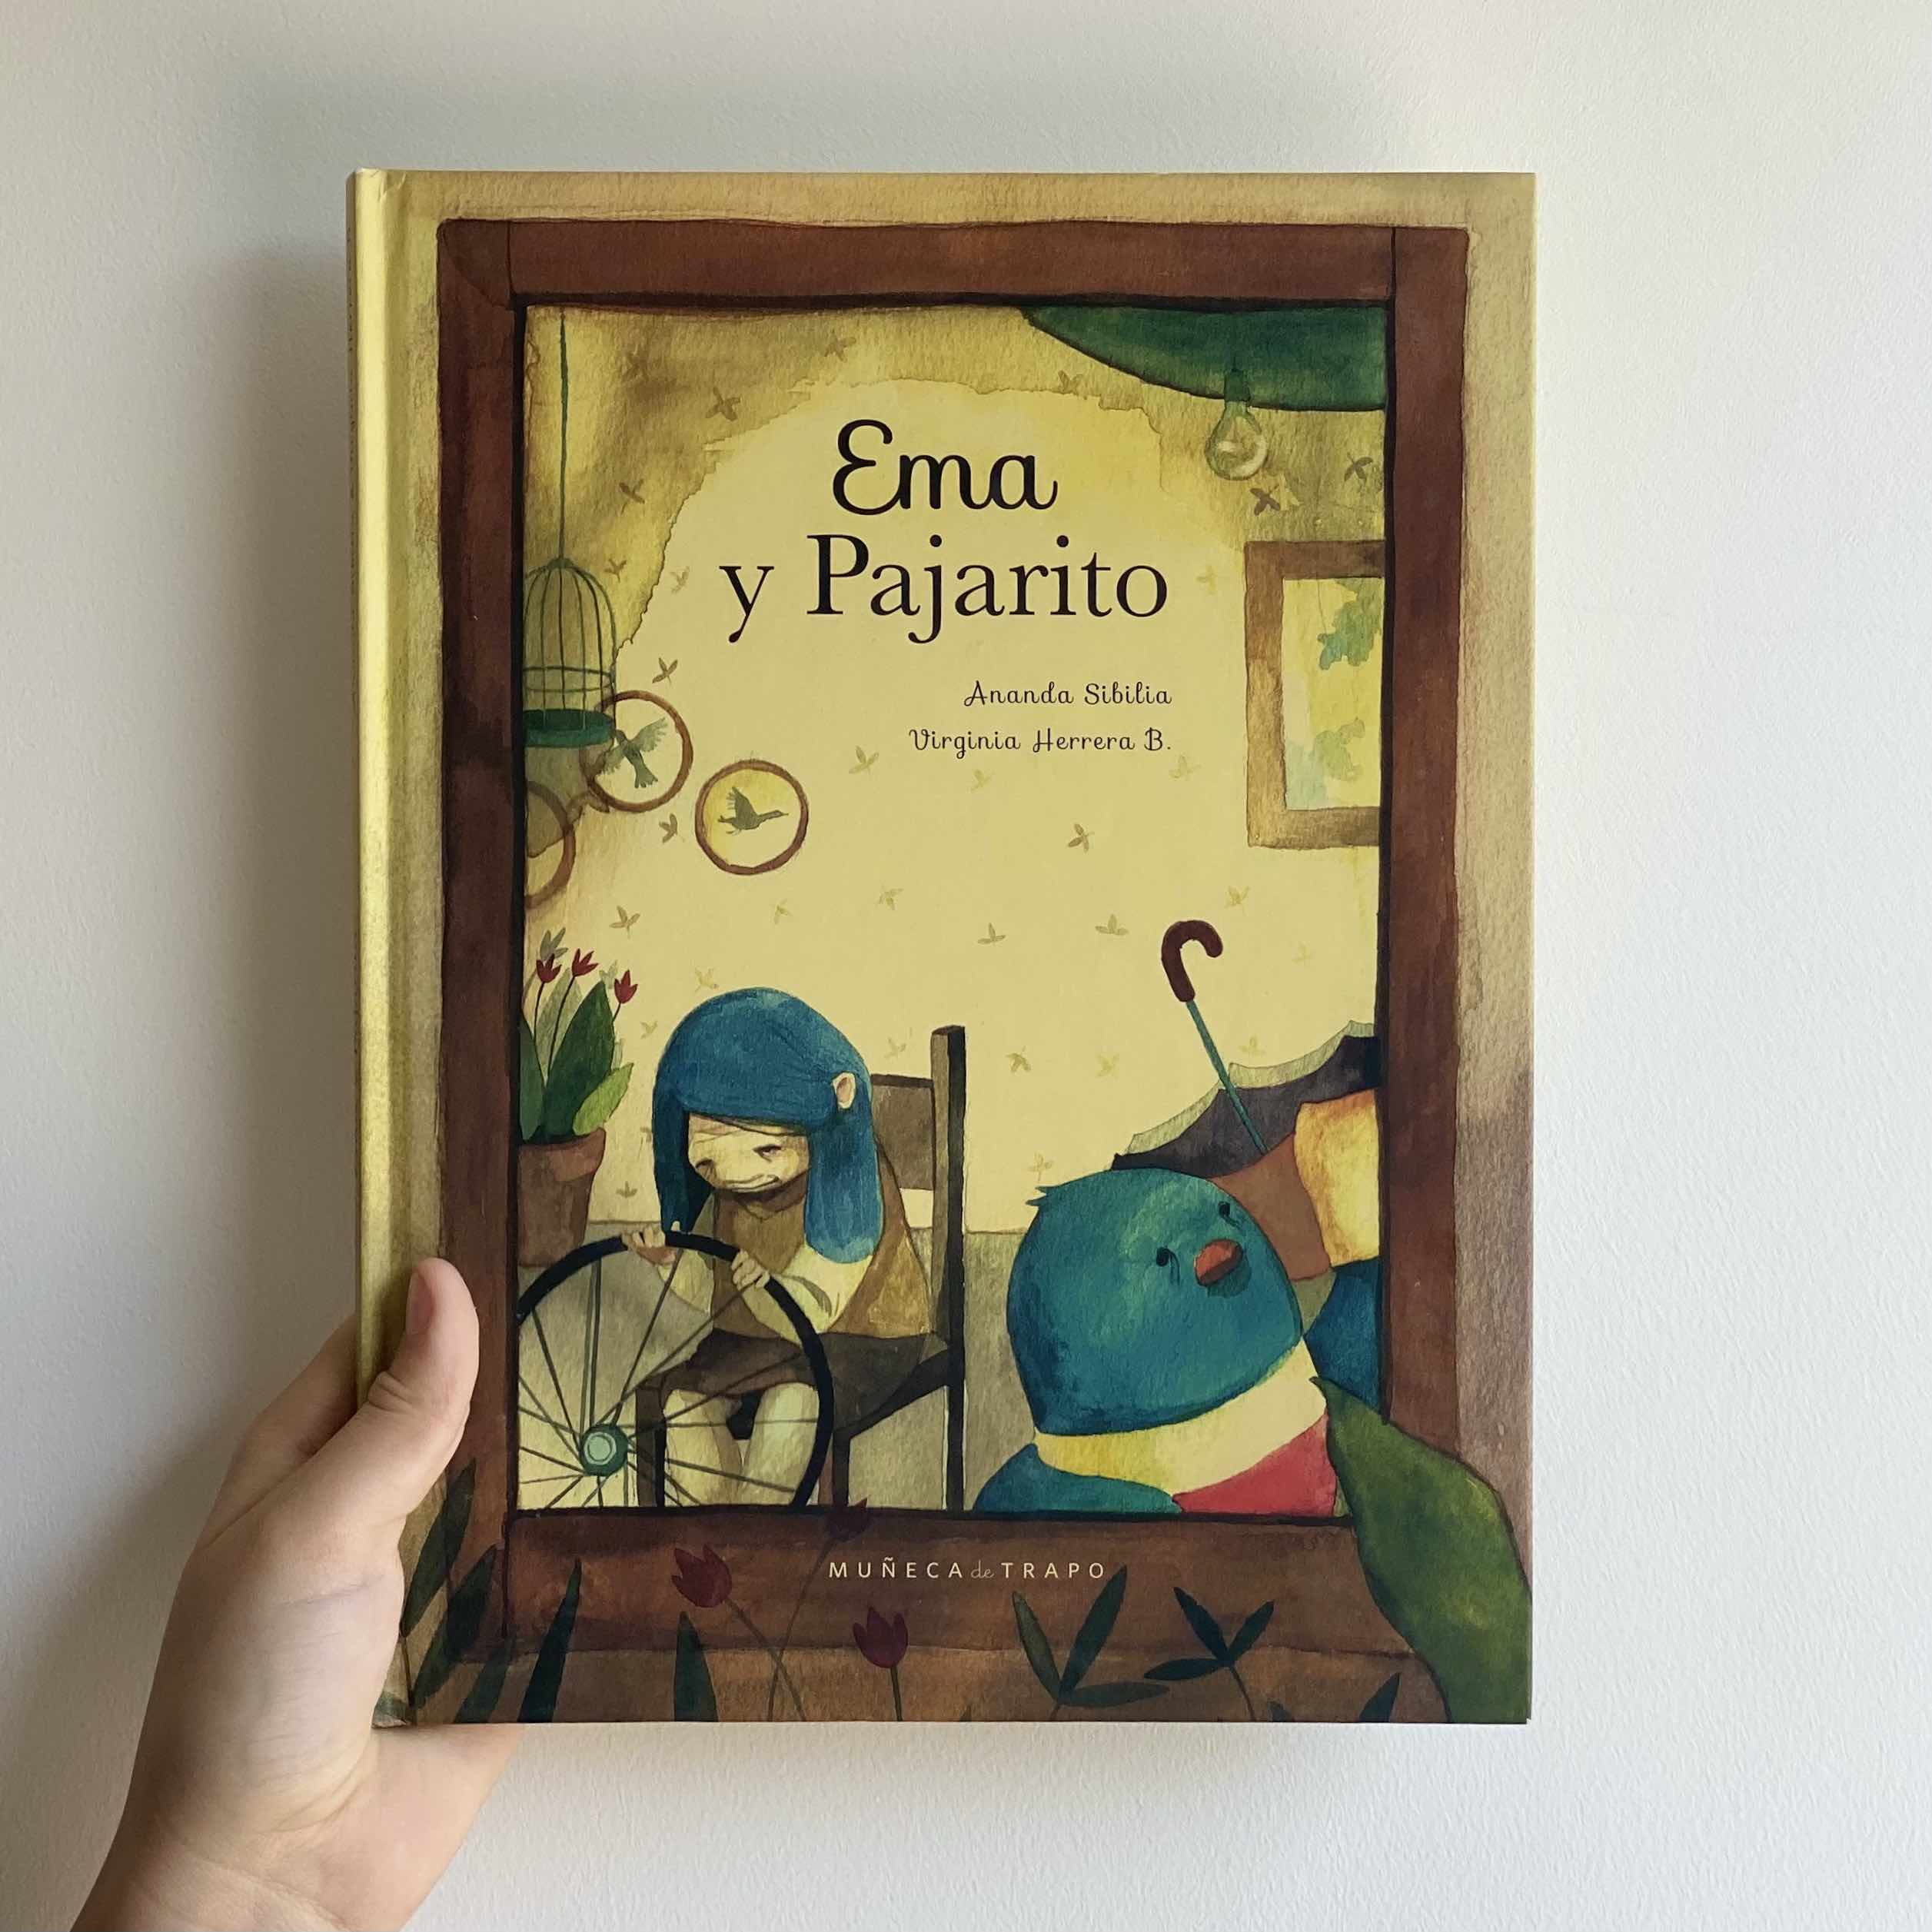 Ema
y Pajarito
Ananda Sibilia
Virginia Herrera B.
MUÑECA de TRAPO